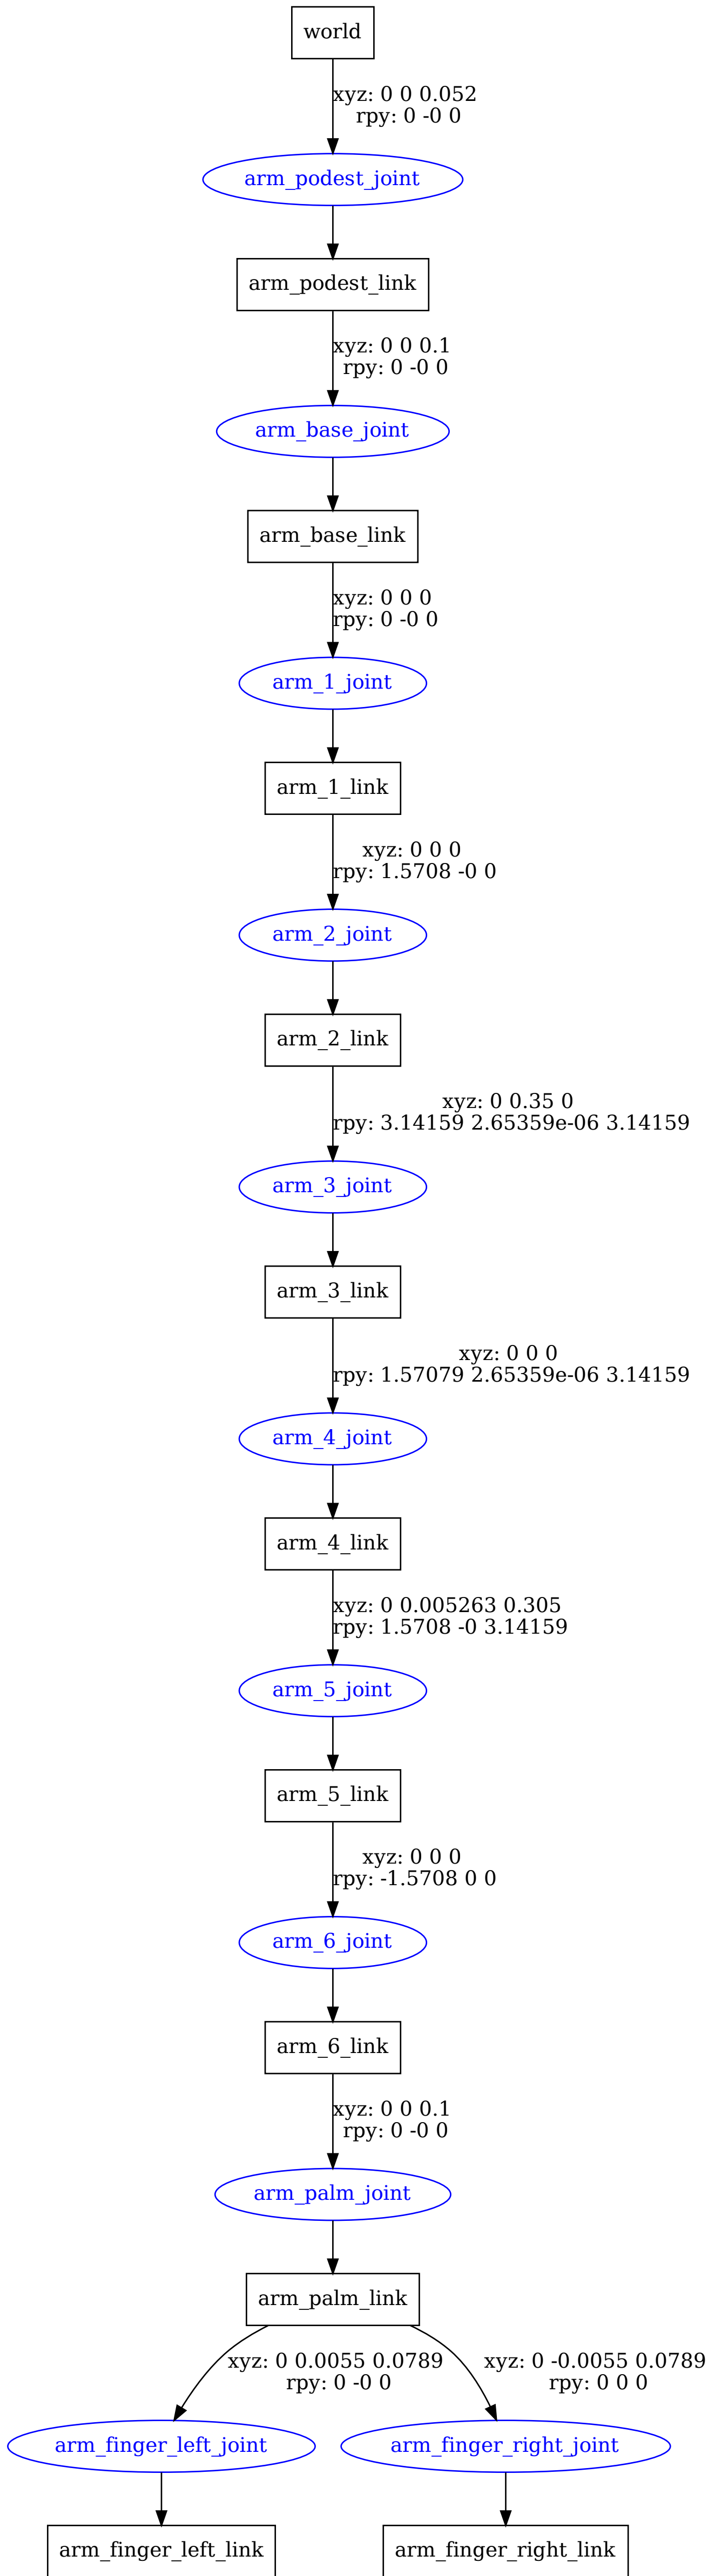 world
xyz: 0 0 0.052
rpy: 0 -0 0
arm_podest_joint
arm_podest_link
xyz: 0 0 0.1
rpy: 0 -0 0
arm_base_joint
arm_base_link
xyz: 0 0 0
rpy: 0 -0 0
arm_1_joint
arm_1_link
xyz: 0 0 0
rpy: 1.5708 -0 0
arm_2_joint
arm_2_link
xyz: 0 0.35 0
rpy: 3.14159 2.65359e-06 3.14159
arm_3_joint
arm_3_link
xyz: 0 0 0
rpy: 1.57079 2.65359e-06 3.14159
arm_4_joint
arm_4_link
xyz: 0 0.005263 0.305
rpy: 1.5708 -0 3.14159
arm_5_joint
arm_5_link
xyz: 0 0 0
rpy: -1.5708 0 0
arm_6_joint
arm_6_link
xyz: 0 0 0.1
rpy: 0 -0 0
arm_palm_joint
arm_palm_link
xyz: 0 0.0055 0.0789
rpy: 0 -0 0
xyz: 0 -0.0055 0.0789
rpy: 0 0 0
arm_finger_left_joint
arm_finger_right_joint
arm_finger_left_link
arm_finger_right_link